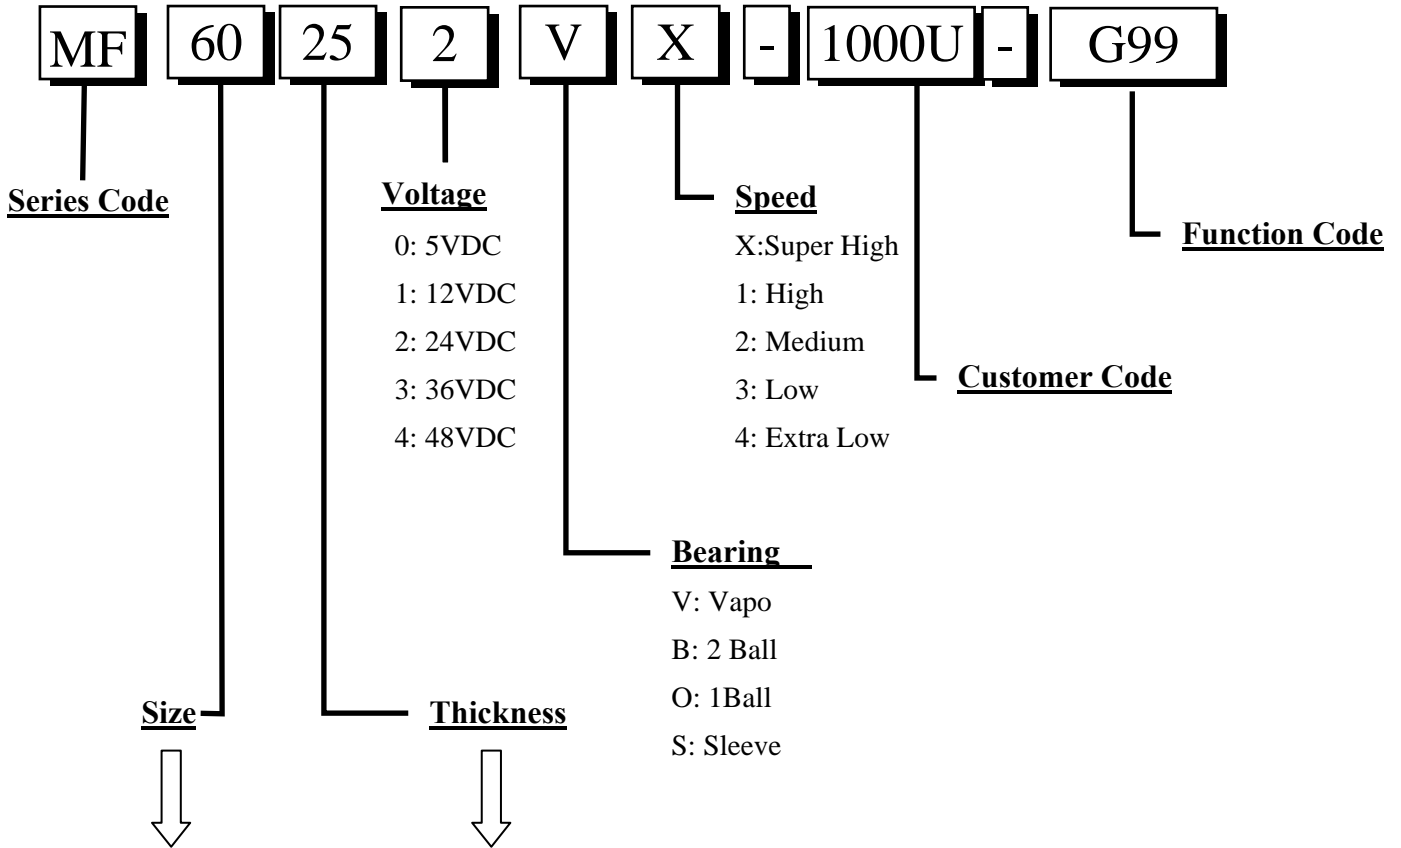 MF 60 25 2 V X - 1000U - G99
Series Code
Voltage
0: 5VDC
1: 12VDC
2: 24VDC
3: 36VDC
4: 48VDC
Speed
X:Super High
1: High
2: Medium
3: Low
4: Extra Low
Function Code
Customer Code
Bearing
V: Vapo
B: 2 Ball
O: 1Ball
S: Sleeve
Size
Thickness